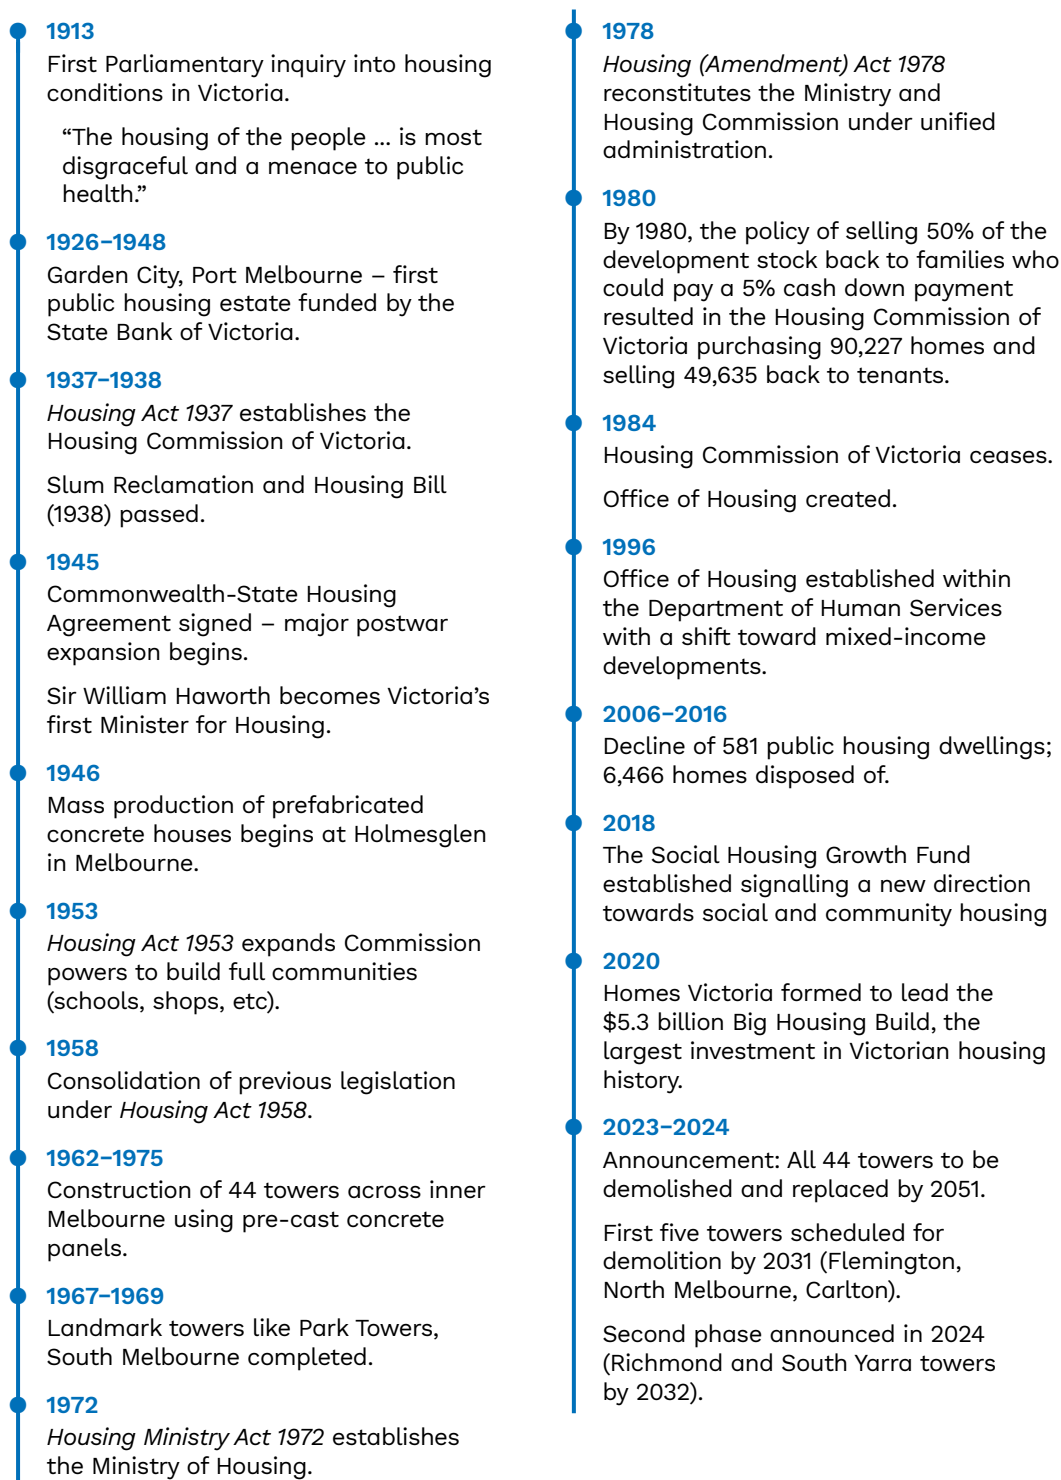 1913
First Parliamentary inquiry into housing
conditions in Victoria.
“The housing of the people ... is most
disgraceful and a menace to public
health.”
1926–1948
Garden City, Port Melbourne – first
public housing estate funded by the
State Bank of Victoria.
1937–1938
Housing Act 1937 establishes the
Housing Commission of Victoria.
Slum Reclamation and Housing Bill
(1938) passed.
1945
Commonwealth-State Housing
Agreement signed – major postwar
expansion begins.
Sir William Haworth becomes Victoria’s
first Minister for Housing.
1946
Mass production of prefabricated
concrete houses begins at Holmesglen
in Melbourne.
1953
Housing Act 1953 expands Commission
powers to build full communities
(schools, shops, etc).
1958
Consolidation of previous legislation
under Housing Act 1958.
1962–1975
Construction of 44 towers across inner
Melbourne using pre-cast concrete
panels.
1967–1969
Landmark towers like Park Towers,
South Melbourne completed.
1972
Housing Ministry Act 1972 establishes
the Ministry of Housing.
1978
Housing (Amendment) Act 1978
reconstitutes the Ministry and
Housing Commission under unified
administration.
1980
By 1980, the policy of selling 50% of the
development stock back to families who
could pay a 5% cash down payment
resulted in the Housing Commission of
Victoria purchasing 90,227 homes and
selling 49,635 back to tenants.
1984
Housing Commission of Victoria ceases.
Office of Housing created.
1996
Office of Housing established within
the Department of Human Services
with a shift toward mixed-income
developments.
2006–2016
Decline of 581 public housing dwellings;
6,466 homes disposed of.
2018
The Social Housing Growth Fund
established signalling a new direction
towards social and community housing
2020
Homes Victoria formed to lead the
$5.3 billion Big Housing Build, the
largest investment in Victorian housing
history.
2023–2024
Announcement: All 44 towers to be
demolished and replaced by 2051.
First five towers scheduled for
demolition by 2031 (Flemington,
North Melbourne, Carlton).
Second phase announced in 2024
(Richmond and South Yarra towers
by 2032).